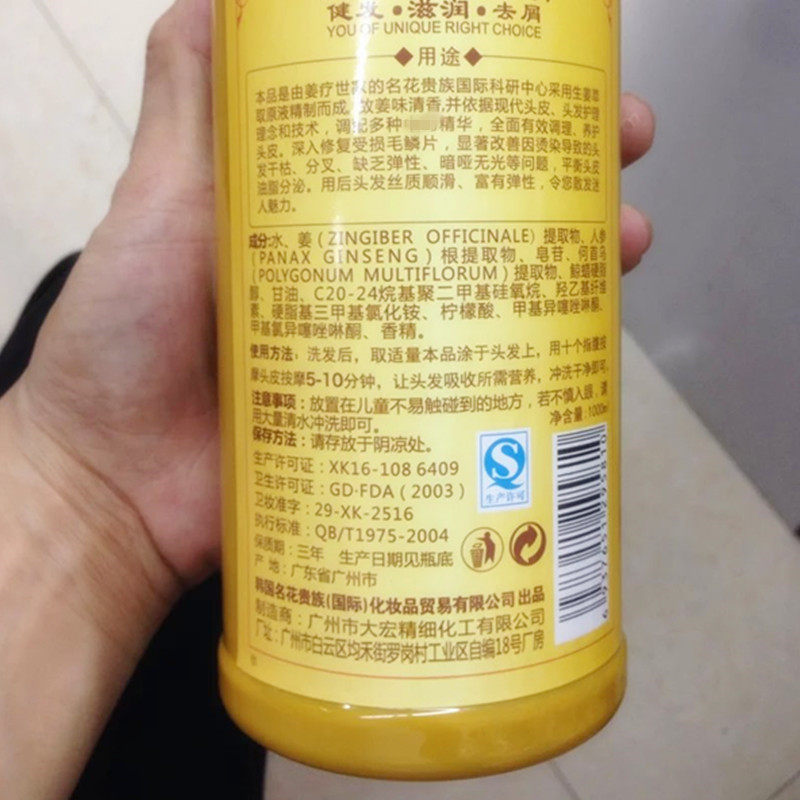 健发·滋润·去屑
YOU OF UNIQUE RIGHT CHOICE
◆用途◆
本品是由姜疗世家的名花贵族国际科研中心采用生姜萃
取原液精制而成,故姜味清香,并依据现代头皮、头发护理
理念和技术，调配多种 精华，全面有效调理、养护
头皮。深入修复受损毛鳞片，显著改善因烫染导致的头
发干枯、分叉、缺乏弹性、暗哑无光等问题，平衡头皮
油脂分泌。用后头发丝质顺滑、富有弹性，令您散发迷
人魅力。
成分:水、姜（ZINGIBER OFFICINALE）提取物、人参
(PANAX GINSENG) 根提取物、皂苷、何首乌
(POLYGONUM MULTIFLORUM) 提取物、鲸蜡硬脂
醇、甘油、C20-24烷基聚二甲基硅氧烷、羟乙基纤维
素、硬脂基三甲基氯化铵、柠檬酸、甲基异噻唑啉酮、
甲基氯异噻唑啉酮、香精。
使用方法：洗发后，取适量本品涂于头发上，用十个指腹按
摩头皮按摩5-10分钟，让头发吸收所需营养，冲洗干净即可。
注意事项：放置在儿童不易触碰到的地方，若不慎入眼，请
用大量清水冲洗即可。
净含量:1000ml
保存方法：请存放于阴凉处。
生产许可证：XK16-108 6409
卫生许可证：GD·FDA（2003）
卫妆准字：29-XK-2516
执行标准：QB/T1975-2004
保质期：三年 生产日期见瓶底
产 地：广东省广州市
生产许可
韩国名花贵族(国际)化妆品贸易有限公司 出品
制造商：广州市大宏精细化工有限公司
厂址:广州市白云区均禾街罗岗村工业区自编18号厂房